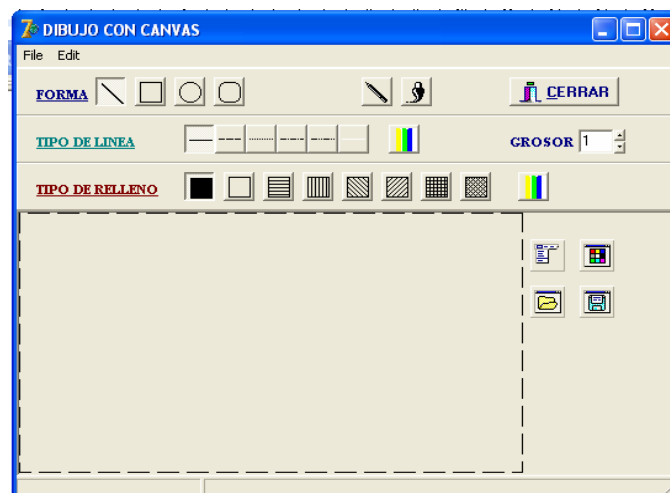 DIBUJO CON CANVAS
File Edit
FORMA CERRAR
TIPO DE LINEA GROSOR 1
TIPO DE RELLENO